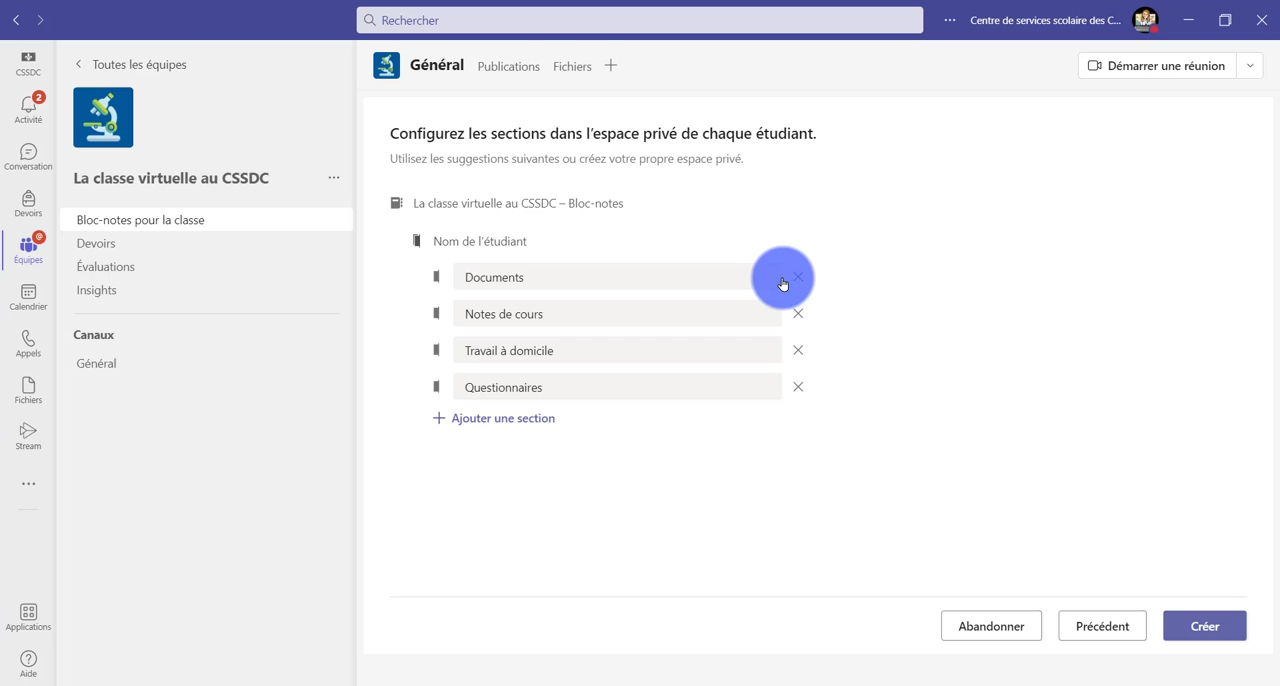 Rechercher
Centre de services scolaire des C...
CSSDC
2
Activité
Conversation
Devoirs
@
Équipes
Calendrier
Appels
Fichiers
Stream
Applications
Aide
Toutes les équipes
La classe virtuelle au CSSDC
Bloc-notes pour la classe
Devoirs
Évaluations
Insights
Canaux
Général
Général Publications Fichiers
Démarrer une réunion
Configurez les sections dans l'espace privé de chaque étudiant.
Utilisez les suggestions suivantes ou créez votre propre espace privé.
La classe virtuelle au CSSDC – Bloc-notes
Nom de l'étudiant
Documents
Notes de cours
Travail à domicile
Questionnaires
Ajouter une section
Abandonner Précédent Créer